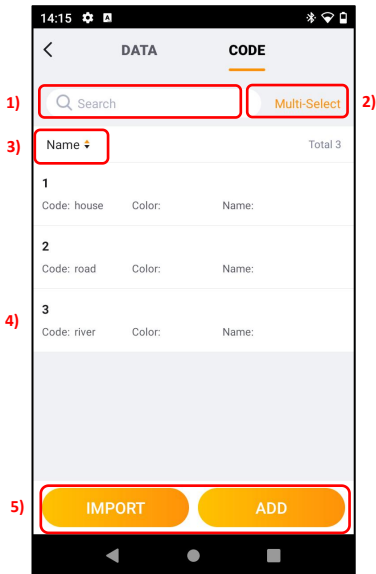 14:15 A
DATA CODE
1) Search Multi-Select 2)
3) Name Total 3
1
Code: house Color: Name:
2
Code: road Color: Name:
3
4) Code: river Color: Name:
5) IMPORT ADD